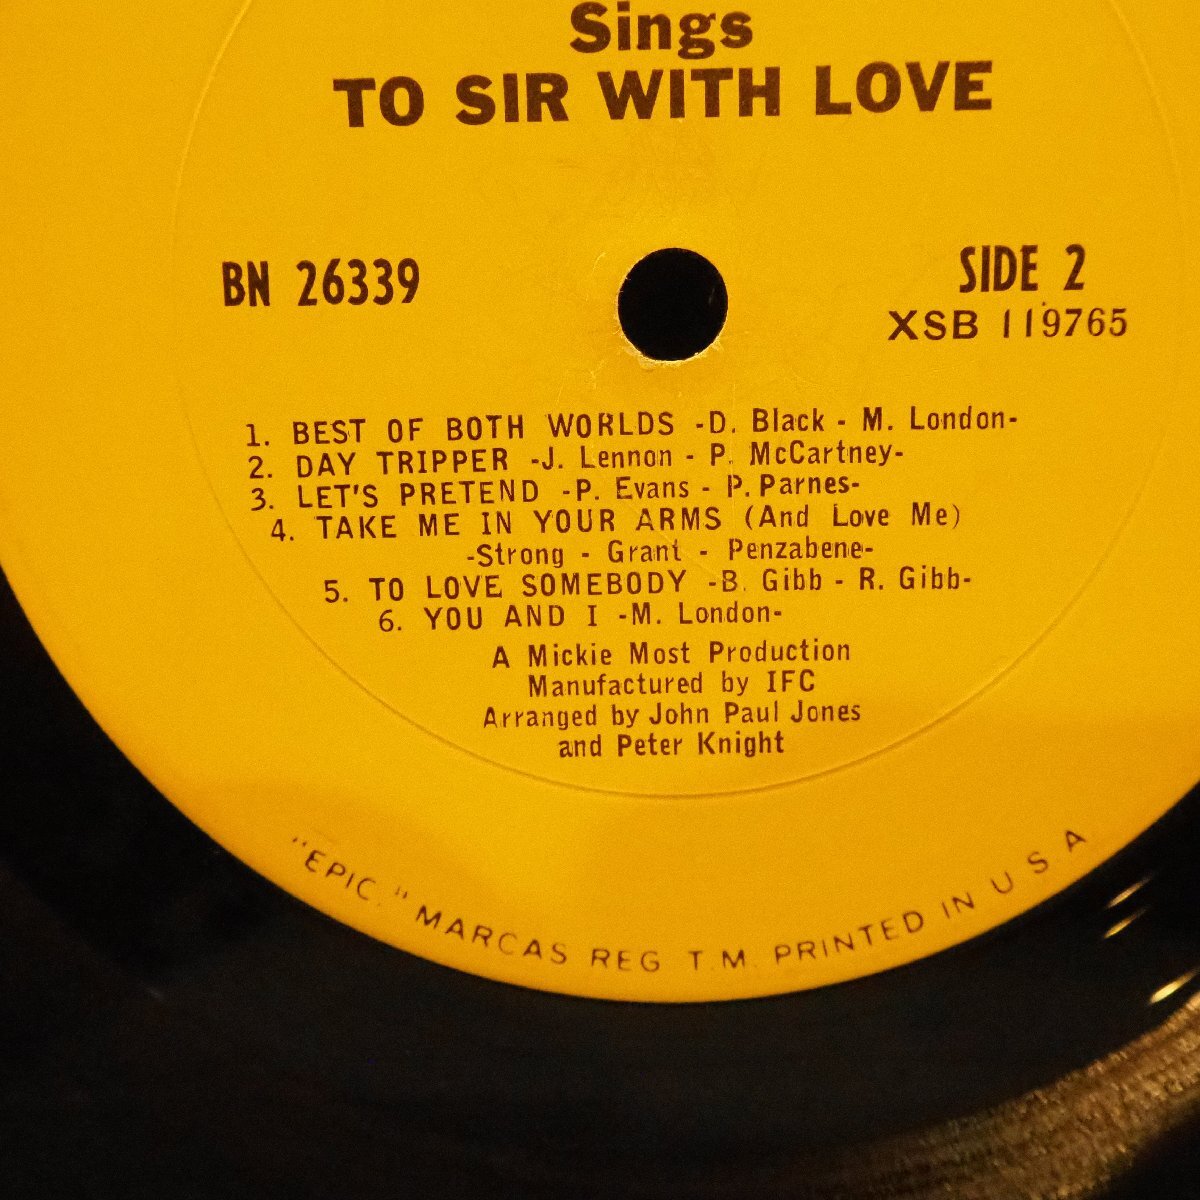 Sings
TO SIR WITH LOVE
BN 26339
SIDE 2
XSB 119765
1. BEST OF BOTH WORLDS -D. Black - M. London-
2. DAY TRIPPER -J. Lennon - P. McCartney-
3. LET'S PRETEND -P. Evans - P. Parnes-
4. TAKE ME IN YOUR ARMS (And Love Me)
-Strong - Grant - Penzabene-
5. TO LOVE SOMEBODY -B. Gibb - R. Gibb-
6. YOU AND I -M. London-
A Mickie Most Production
Manufactured by IFC
Arranged by John Paul Jones
and Peter Knight
"EPIC." MARCAS REG T.M. PRINTED IN U S A